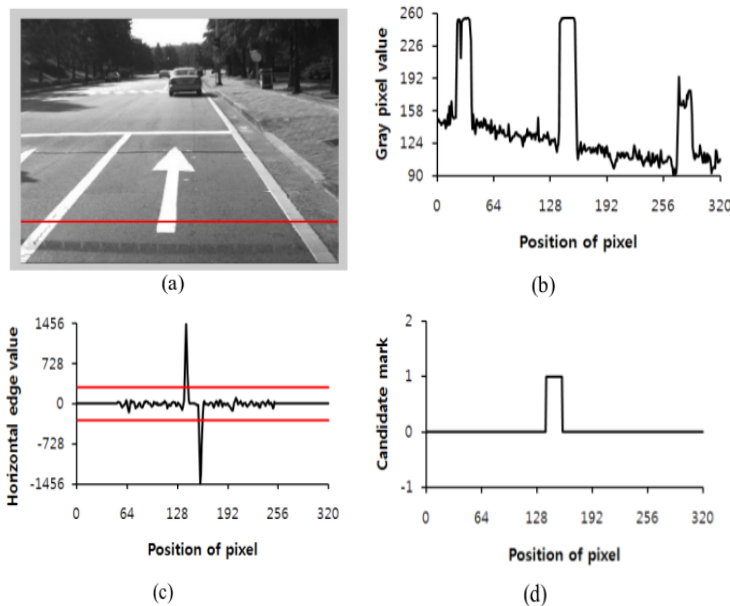 (a)
Gray pixel value
260
226
192
158
124
90
0 64 128 192 256 320
Position of pixel
(b)
Horizontal edge value
1456
728
0
-728
-1456
0 64 128 192 256 320
Position of pixel
(c)
Candidate mark
2
1
0
-1
0 64 128 192 256 320
Position of pixel
(d)